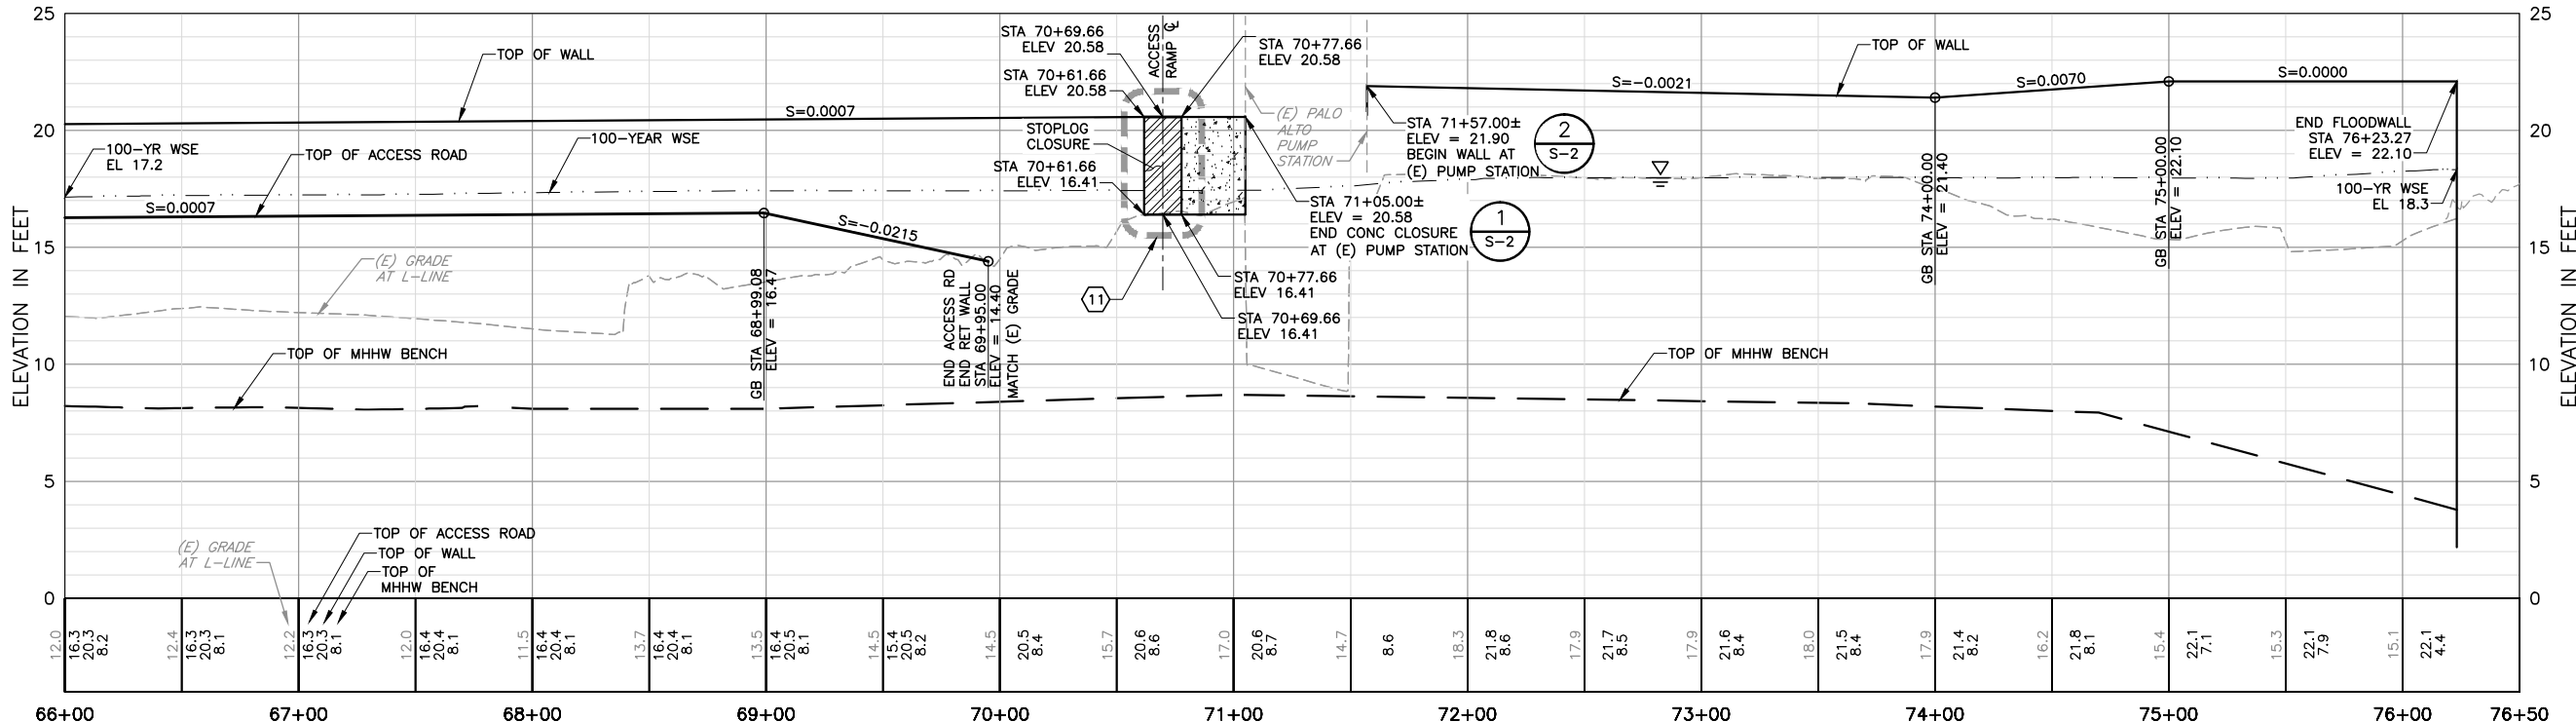 25
20
15
10
5
0
ELEVATION IN FEET
25
20
15
10
5
0
ELEVATION IN FEET
TOP OF WALL
S=0.0007
100-YR WSE
EL 17.2
TOP OF ACCESS ROAD
100-YEAR WSE
S=0.0007
S=-0.0215
(E) GRADE
AT L-LINE
TOP OF MHHW BENCH
GB STA 68+99.08
ELEV = 16.47
END ACCESS RD
END RET WALL
STA 69+95.00
ELEV = 14.40
MATCH (E) GRADE
STA 70+69.66
ELEV 20.58
STA 70+61.66
ELEV 20.58
STOPLOG
CLOSURE
STA 70+61.66
ELEV 16.41
ACCESS
RAMP ℄
STA 70+77.66
ELEV 20.58
(E) PALO
ALTO
PUMP
STATION
11
STA 70+77.66
ELEV 16.41
STA 70+69.66
ELEV 16.41
STA 71+05.00±
ELEV = 20.58
END CONC CLOSURE
AT (E) PUMP STATION
1
S-2
STA 71+57.00±
ELEV = 21.90
BEGIN WALL AT
(E) PUMP STATION
2
S-2
S=-0.0021
TOP OF WALL
S=0.0070
S=0.0000
TOP OF MHHW BENCH
GB STA 74+00.00
ELEV = 21.40
GB STA 75+00.00
ELEV = 22.10
END FLOODWALL
STA 76+23.27
ELEV = 22.10
100-YR WSE
EL 18.3
(E) GRADE
AT L-LINE
TOP OF ACCESS ROAD
TOP OF WALL
TOP OF
MHHW BENCH
12.0
16.3
20.3
8.2
12.4
16.3
20.3
8.1
12.2
16.3
20.3
8.1
12.0
16.4
20.4
8.1
11.5
16.4
20.4
8.1
13.7
16.4
20.4
8.1
13.5
16.4
20.5
8.1
14.5
15.4
20.5
8.2
14.5
20.5
8.4
15.7
20.6
8.6
17.0
20.6
8.7
14.7
8.6
18.3
21.8
8.6
17.9
21.7
8.5
17.9
21.6
8.4
18.0
21.5
8.4
17.9
21.4
8.2
16.2
21.8
8.1
15.4
22.1
7.1
15.3
22.1
7.9
15.1
22.1
4.4
66+00
67+00
68+00
69+00
70+00
71+00
72+00
73+00
74+00
75+00
76+00
76+50